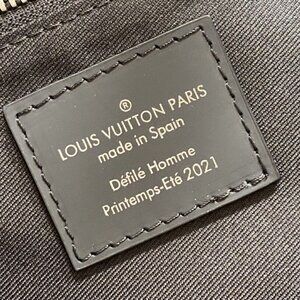 ®
LOUIS VUITTON PARIS
made in Spain
Défilé Homme
Printemps-Eté 2021